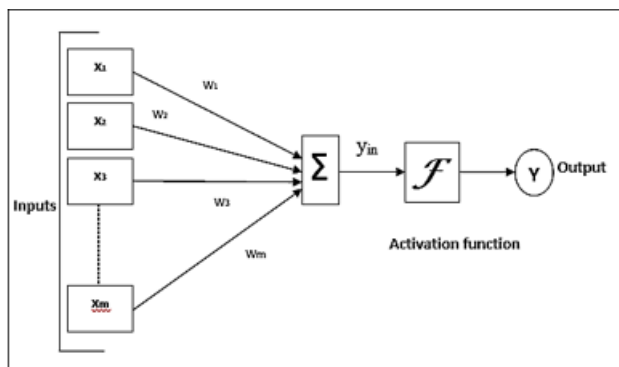 X1
W1
X2
W2
X3
W3
Inputs
Σ
yin
F
Y
Output
Activation function
Wm
Xm